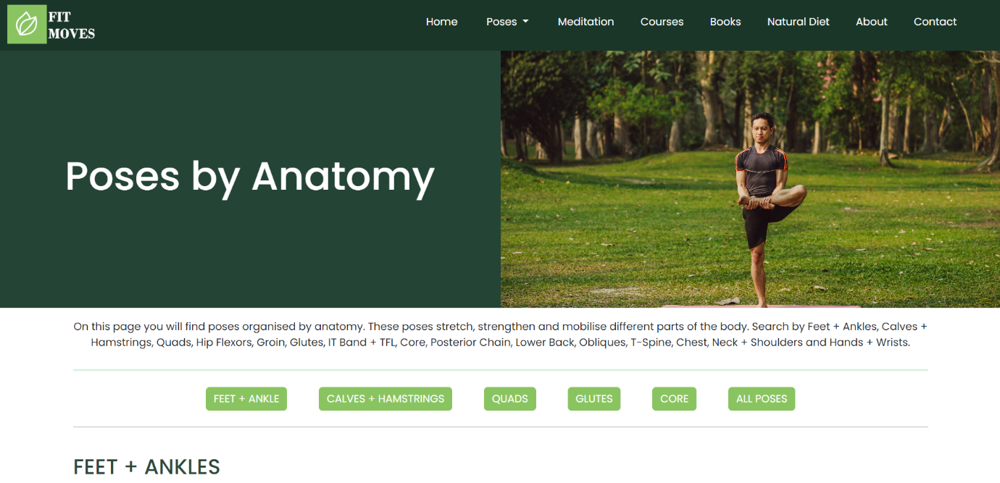 FIT
MOVES
Home Poses Meditation Courses Books Natural Diet About Contact
Poses by Anatomy
On this page you will find poses organised by anatomy. These poses stretch, strengthen and mobilise different parts of the body. Search by Feet + Ankles, Calves +
Hamstrings, Quads, Hip Flexors, Groin, Glutes, IT Band + TFL, Core, Posterior Chain, Lower Back, Obliques, T-Spine, Chest, Neck + Shoulders and Hands + Wrists.
FEET + ANKLE CALVES + HAMSTRINGS QUADS GLUTES CORE ALL POSES
FEET + ANKLES